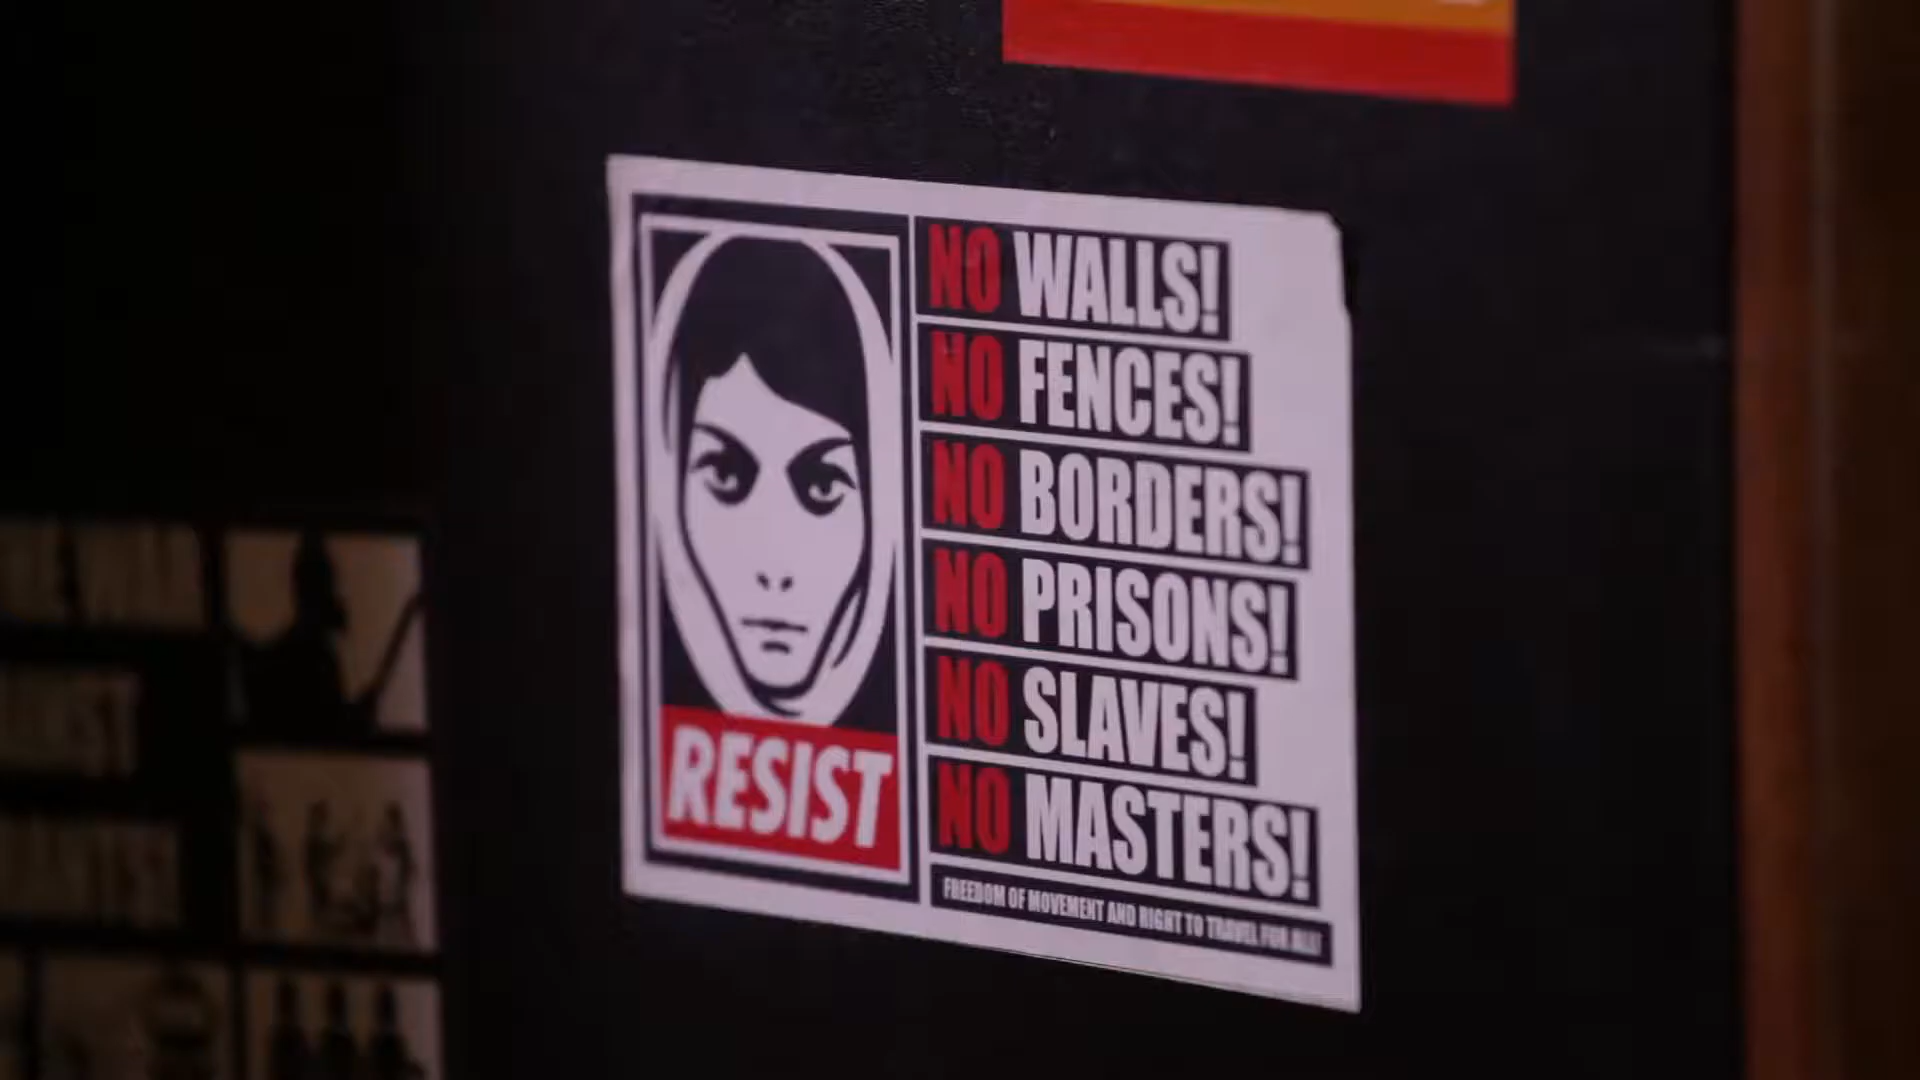 NO WALLS!
NO FENCES!
NO BORDERS!
NO PRISONS!
NO SLAVES!
NO MASTERS!
FREEDOM OF MOVEMENT AND RIGHT TO TRAVEL FOR ALL!
RESIST